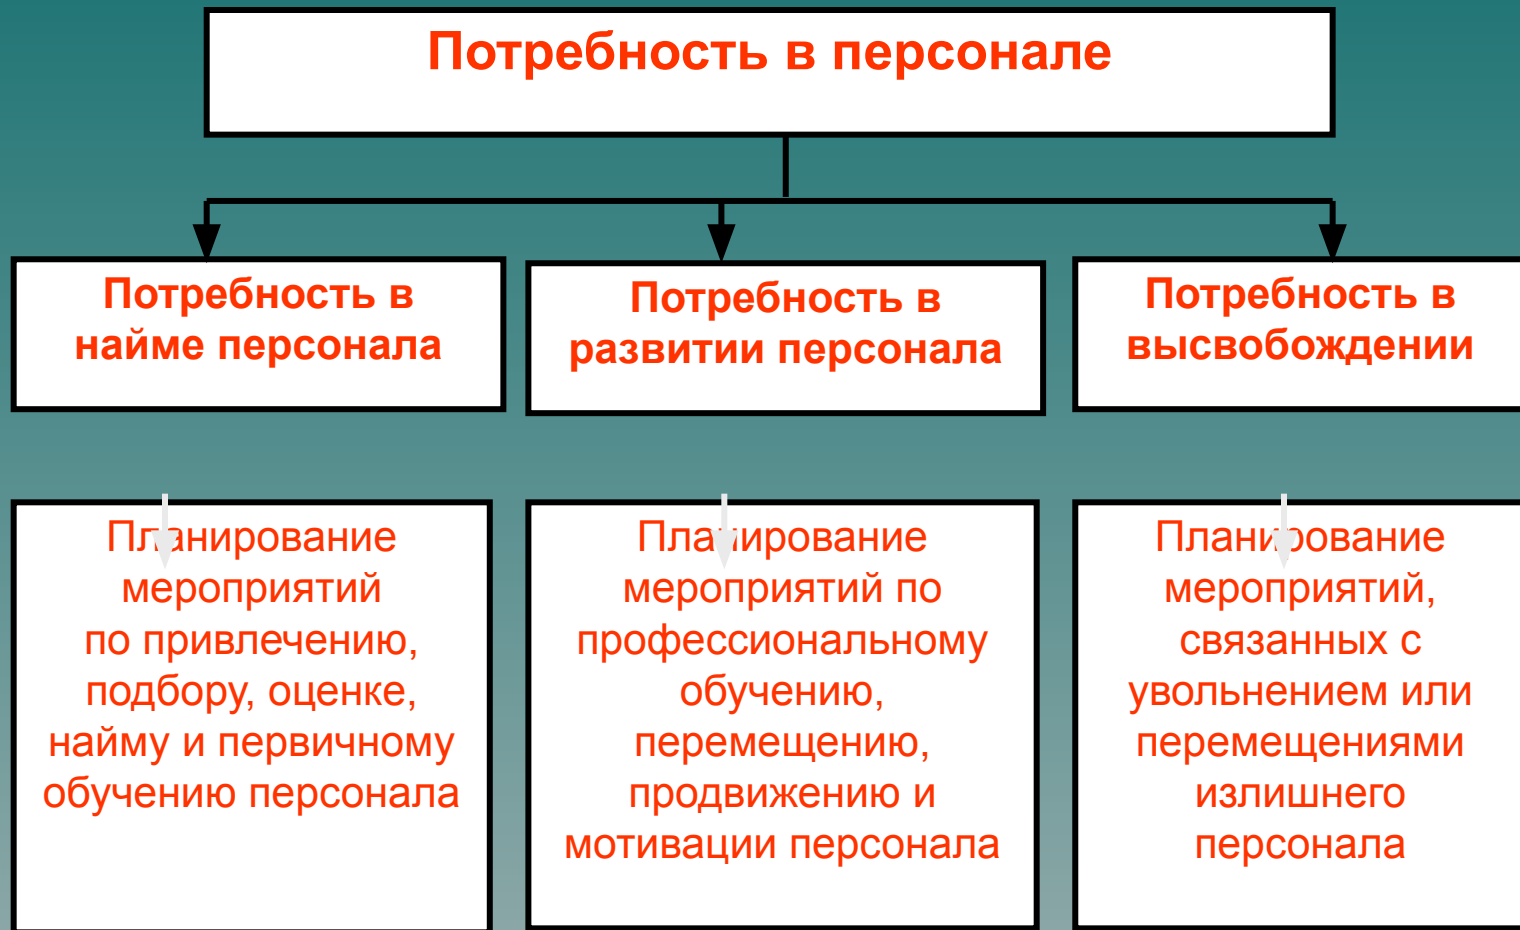 Потребность в персонале
Потребность в
найме персонала
Потребность в
развитии персонала
Потребность в
высвобождении
Планирование
мероприятий
по привлечению,
подбору, оценке,
найму и первичному
обучению персонала
Планирование
мероприятий по
профессиональному
обучению,
перемещению,
продвижению и
мотивации персонала
Планирование
мероприятий,
связанных с
увольнением или
перемещениями
излишнего
персонала